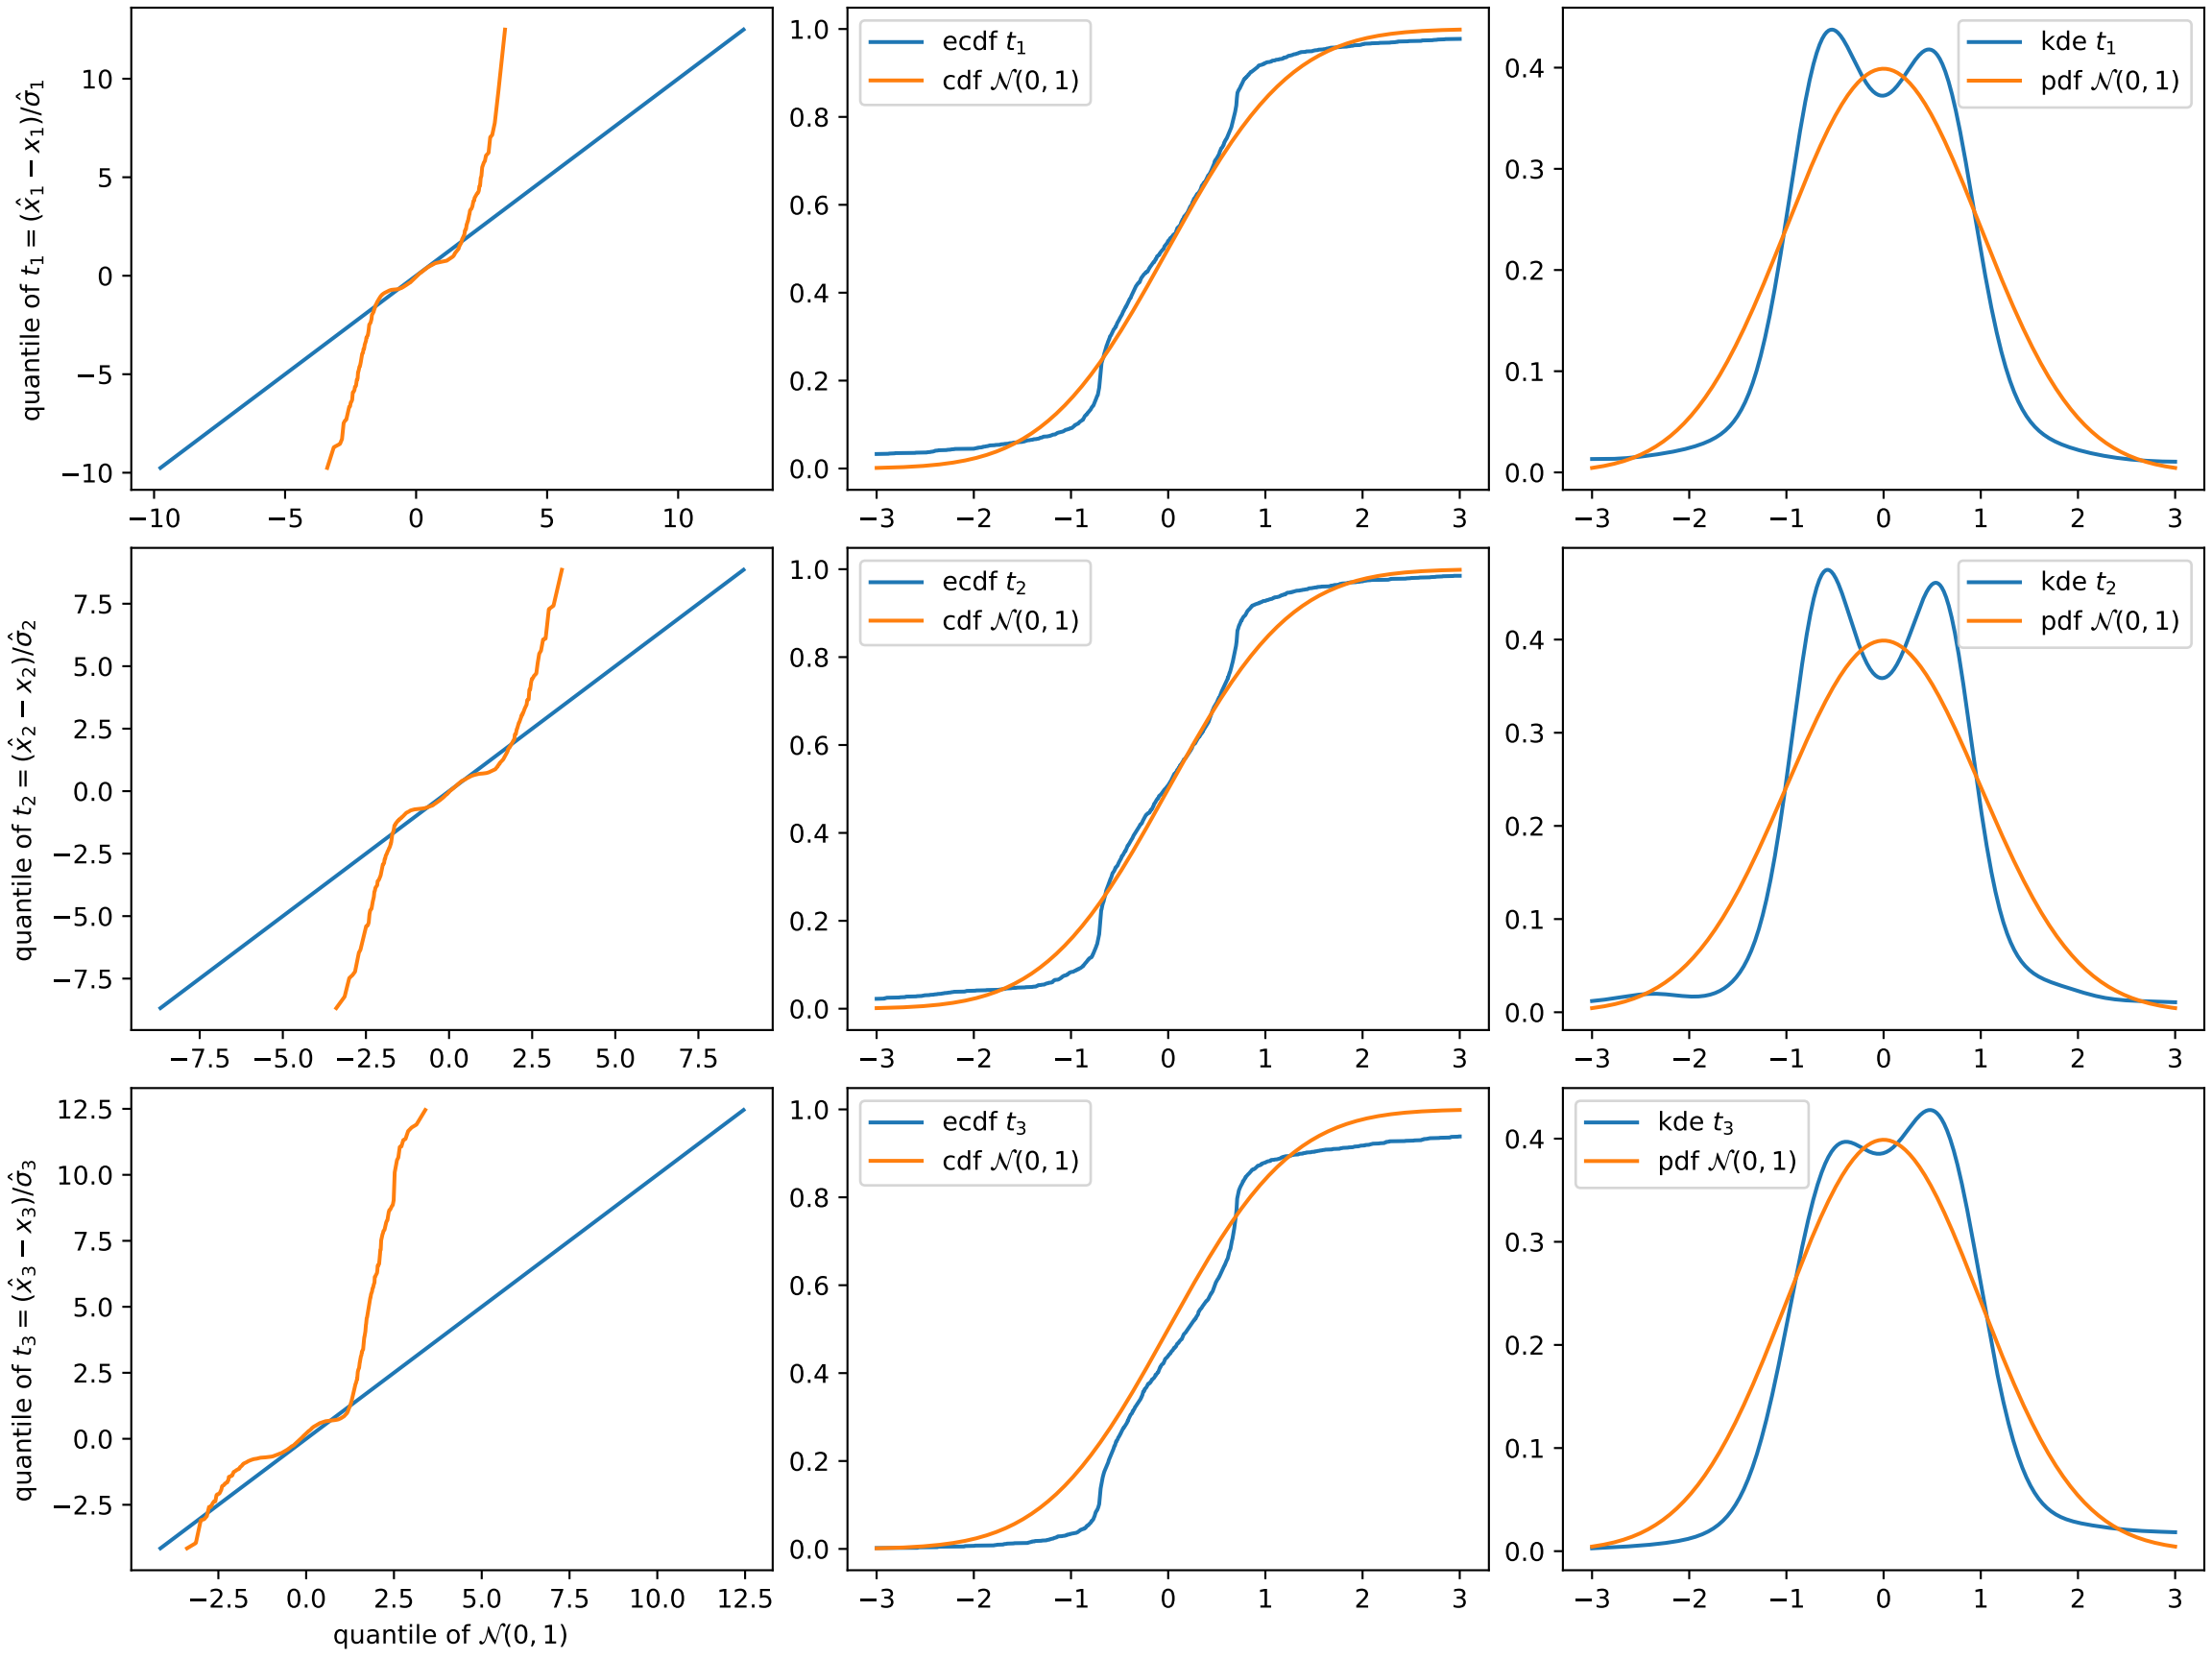 quantile of t₁ = (x̂₁ − x₁)/σ̂₁
10
5
0
−5
−10
−10 −5 0 5 10
ecdf t₁
cdf 𝒩(0, 1)
1.0
0.8
0.6
0.4
0.2
0.0
−3 −2 −1 0 1 2 3
kde t₁
pdf 𝒩(0, 1)
0.4
0.3
0.2
0.1
0.0
−3 −2 −1 0 1 2 3
quantile of t₂ = (x̂₂ − x₂)/σ̂₂
7.5
5.0
2.5
0.0
−2.5
−5.0
−7.5
−7.5 −5.0 −2.5 0.0 2.5 5.0 7.5
ecdf t₂
cdf 𝒩(0, 1)
1.0
0.8
0.6
0.4
0.2
0.0
−3 −2 −1 0 1 2 3
kde t₂
pdf 𝒩(0, 1)
0.4
0.3
0.2
0.1
0.0
−3 −2 −1 0 1 2 3
quantile of t₃ = (x̂₃ − x₃)/σ̂₃
12.5
10.0
7.5
5.0
2.5
0.0
−2.5
−2.5 0.0 2.5 5.0 7.5 10.0 12.5
quantile of 𝒩(0, 1)
ecdf t₃
cdf 𝒩(0, 1)
1.0
0.8
0.6
0.4
0.2
0.0
−3 −2 −1 0 1 2 3
kde t₃
pdf 𝒩(0, 1)
0.4
0.3
0.2
0.1
0.0
−3 −2 −1 0 1 2 3